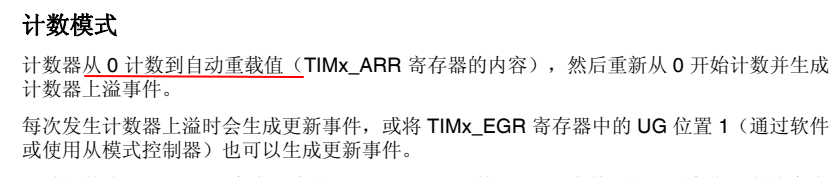 计数模式
计数器从 0 计数到自动重载值（TIMx_ARR 寄存器的内容），然后重新从 0 开始计数并生成
计数器上溢事件。
每次发生计数器上溢时会生成更新事件，或将 TIMx_EGR 寄存器中的 UG 位置 1（通过软件
或使用从模式控制器）也可以生成更新事件。